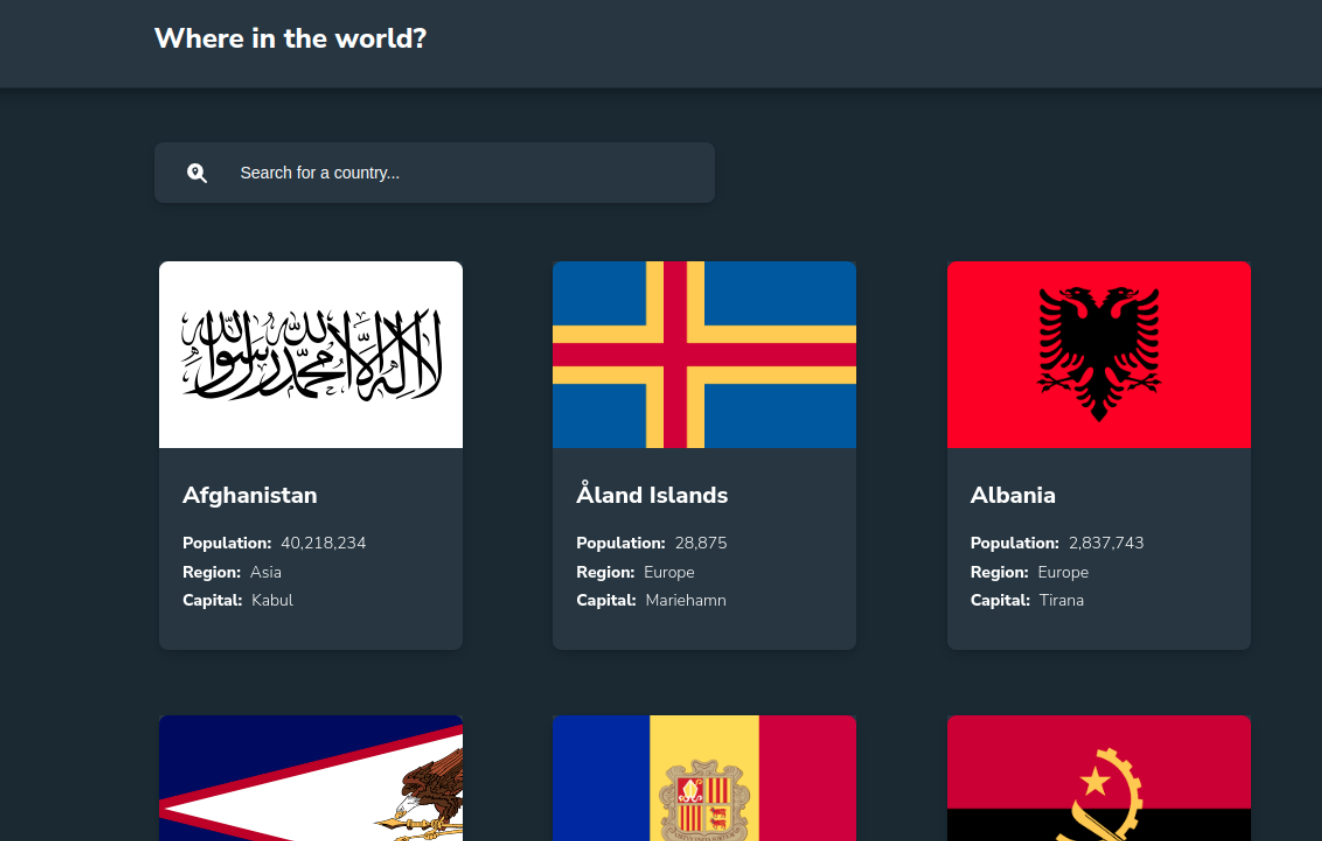 Where in the world?
Search for a country...
لا إله إلا الله محمد رسول الله
Afghanistan
Population: 40,218,234
Region: Asia
Capital: Kabul
Åland Islands
Population: 28,875
Region: Europe
Capital: Mariehamn
Albania
Population: 2,837,743
Region: Europe
Capital: Tirana